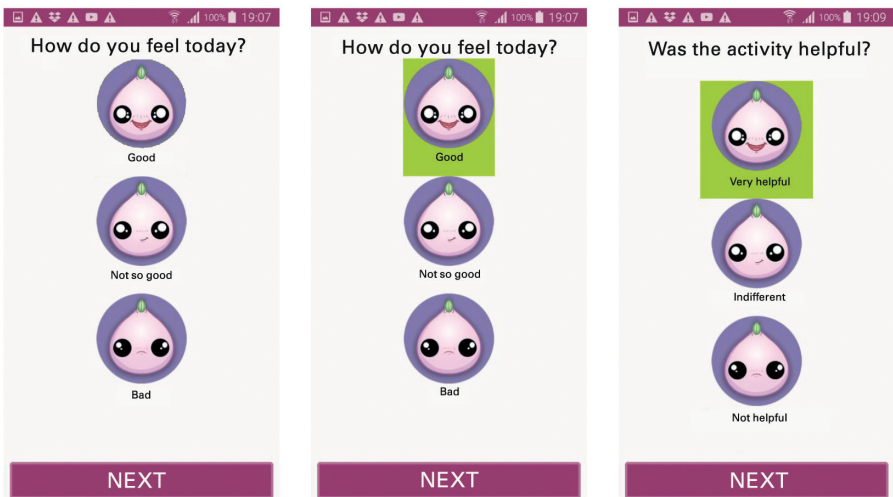 100% 19:07
How do you feel today?
Good
Not so good
Bad
NEXT
100% 19:07
How do you feel today?
Good
Not so good
Bad
NEXT
100% 19:09
Was the activity helpful?
Very helpful
Indifferent
Not helpful
NEXT